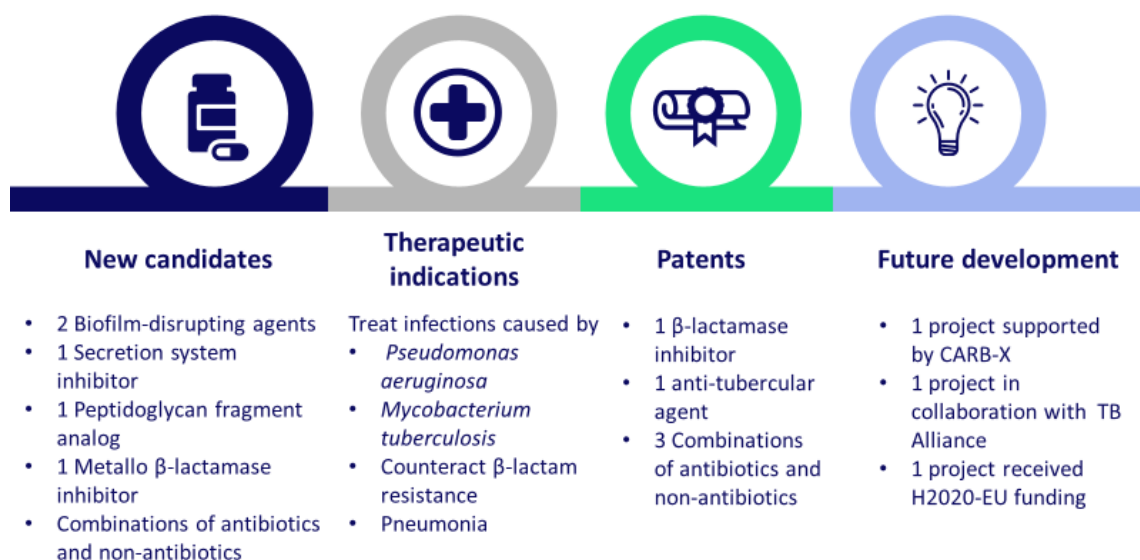 New candidates
• 2 Biofilm-disrupting agents
• 1 Secretion system
inhibitor
• 1 Peptidoglycan fragment
analog
• 1 Metallo β-lactamase
inhibitor
• Combinations of antibiotics
and non-antibiotics
Therapeutic
indications
Treat infections caused by
• Pseudomonas
aeruginosa
• Mycobacterium
tuberculosis
• Counteract β-lactam
resistance
• Pneumonia
Patents
• 1 β-lactamase
inhibitor
• 1 anti-tubercular
agent
• 3 Combinations
of antibiotics and
non-antibiotics
Future development
• 1 project supported
by CARB-X
• 1 project in
collaboration with TB
Alliance
• 1 project received
H2020-EU funding